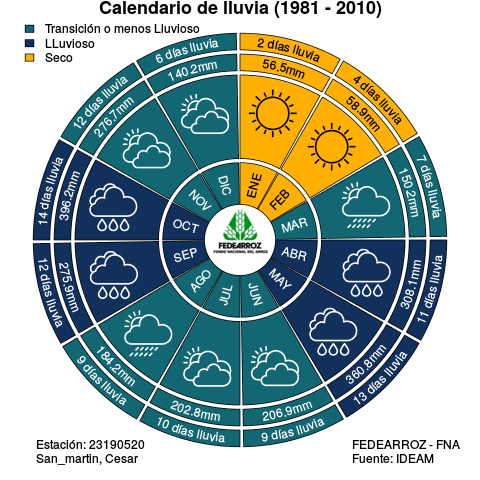 Calendario de lluvia (1981 - 2010)
Transición o menos Lluvioso
LLuvioso
Seco
2 días lluvia
56.5mm
ENE
4 días lluvia
58.9mm
FEB
7 días lluvia
150.2mm
MAR
11 días lluvia
308.1mm
ABR
13 días lluvia
360.8mm
MAY
9 días lluvia
206.9mm
JUN
10 días lluvia
202.8mm
JUL
9 días lluvia
184.2mm
AGO
12 días lluvia
275.9mm
SEP
14 días lluvia
396.2mm
OCT
12 días lluvia
276.7mm
NOV
6 días lluvia
140.2mm
DIC
FEDEARROZ
FONDO NACIONAL DEL ARROZ
Estación: 23190520
San_martin, Cesar
FEDEARROZ - FNA
Fuente: IDEAM